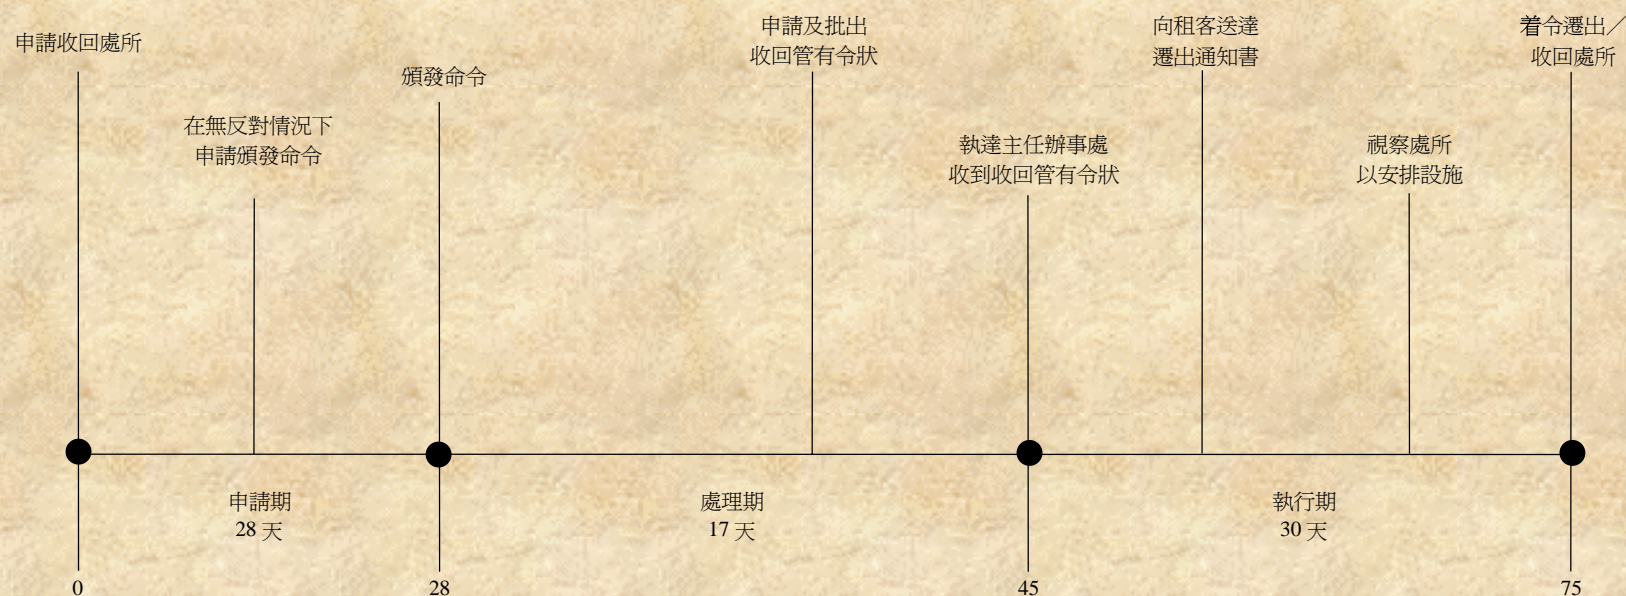 申請收回處所
在無反對情況下
申請頒發命令
頒發命令
申請及批出
收回管有令狀
執達主任辦事處
收到收回管有令狀
向租客送達
遷出通知書
視察處所
以安排設施
着令遷出／
收回處所
申請期
28 天
處理期
17 天
執行期
30 天
0
28
45
75